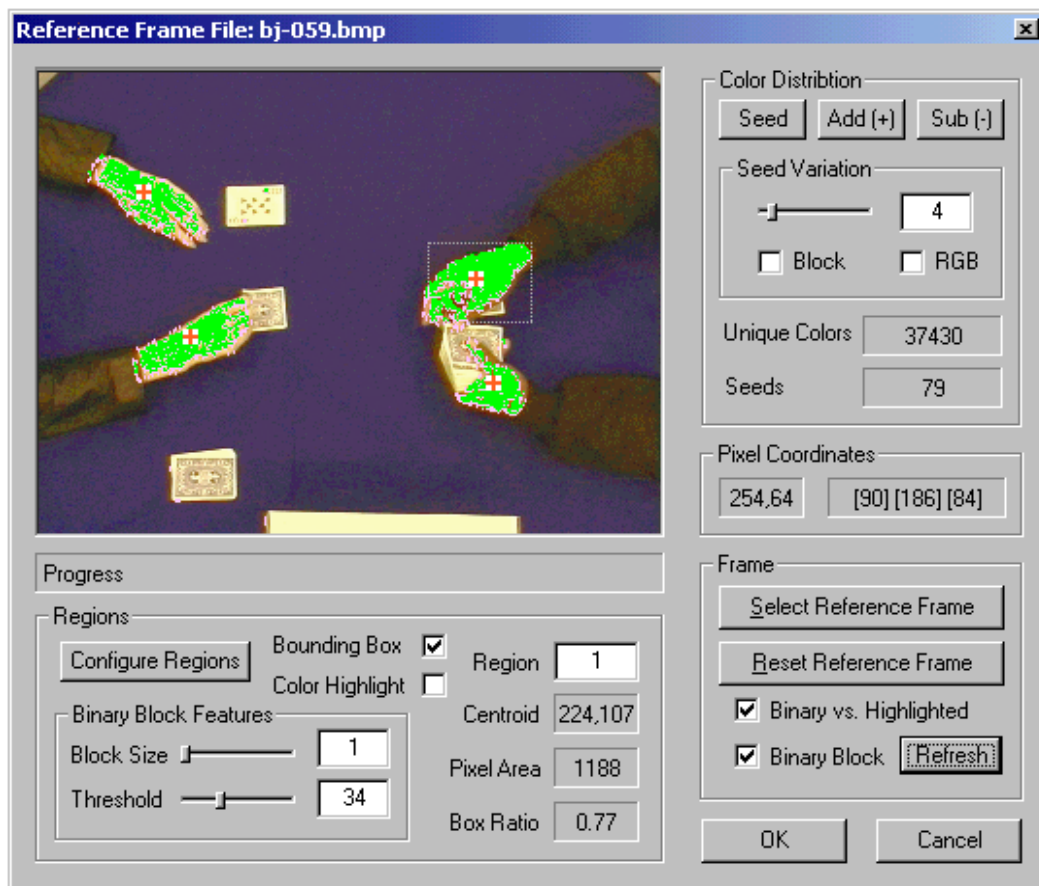 Reference Frame File: bj-059.bmp
Color Distribtion
Seed
Add (+)
Sub (-)
Seed Variation
4
Block
RGB
Unique Colors
37430
Seeds
79
Pixel Coordinates
254,64
[90] [186] [84]
Progress
Regions
Configure Regions
Bounding Box
Color Highlight
Region
1
Centroid
224,107
Pixel Area
1188
Box Ratio
0.77
Binary Block Features
Block Size
1
Threshold
34
Frame
Select Reference Frame
Reset Reference Frame
Binary vs. Highlighted
Binary Block
Refresh
OK
Cancel